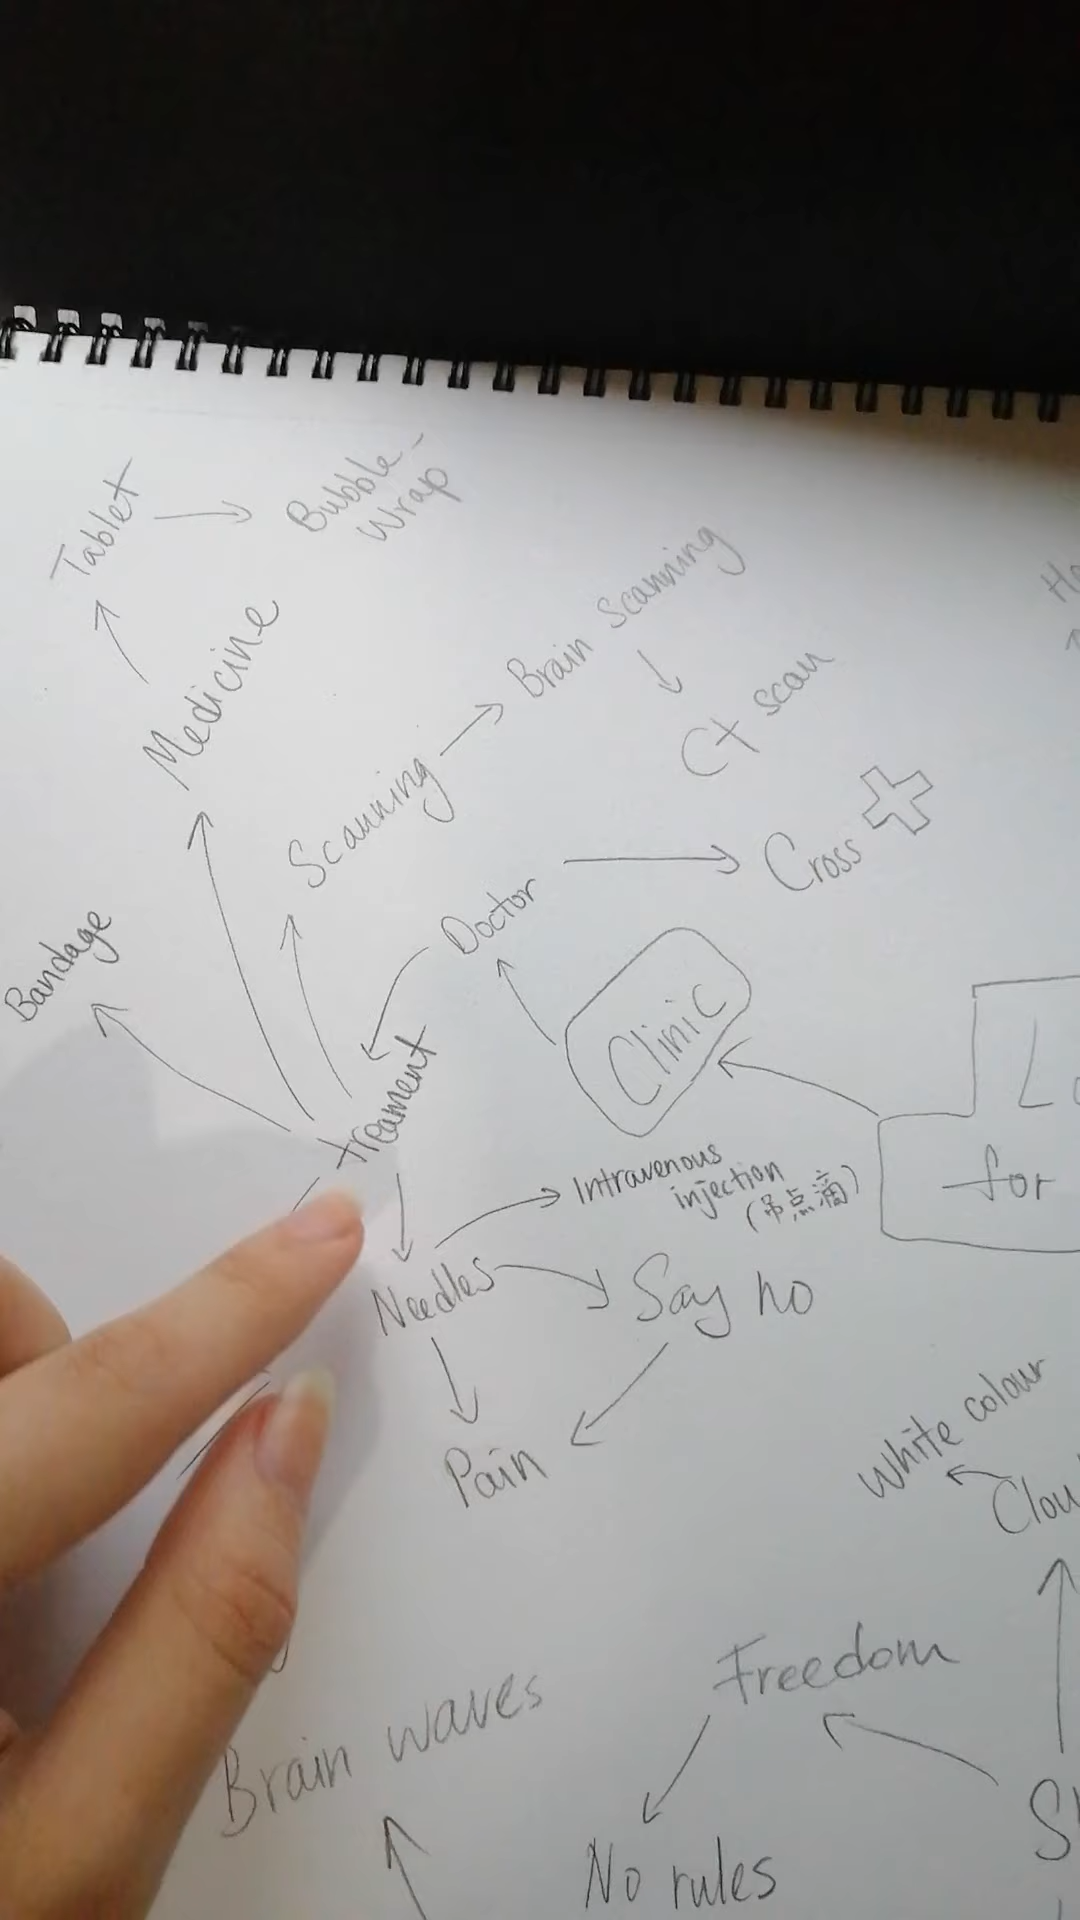 Tablet
Bubble-
wrap
Medicine
Brain Scanning
Ct scan
Scanning
Cross
Doctor
Bandage
Clinic
treament
for
Intravenous
injection
(吊点滴)
Needles
Say no
Pain
White colour
Freedom
Brain waves
No rules